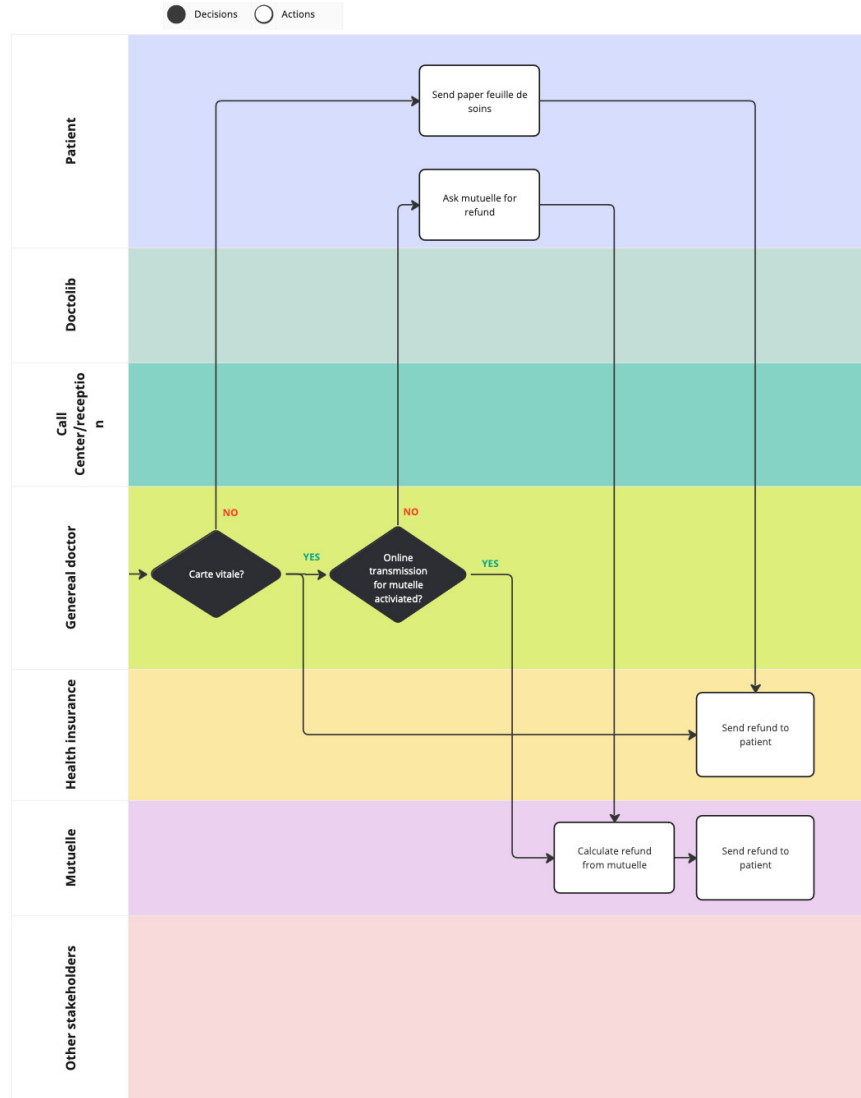 Decisions
Actions
Patient
Send paper feuille de
soins
Ask mutuelle for
refund
Doctolib
Call
Center/receptio
n
Genereal doctor
NO
NO
Carte vitale?
YES
Online
transmission
for mutelle
activiated?
YES
Health insurance
Send refund to
patient
Mutuelle
Calculate refund
from mutuelle
Send refund to
patient
Other stakeholders